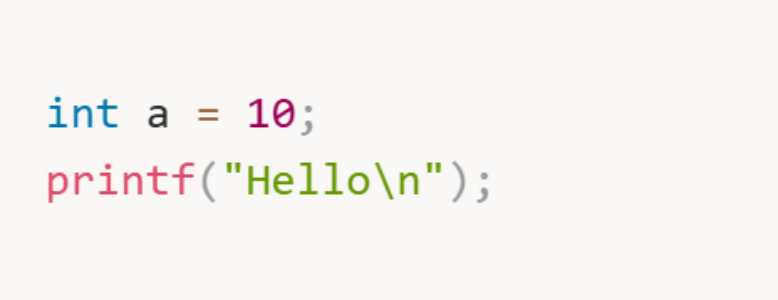 int a = 10;
printf("Hello\n");